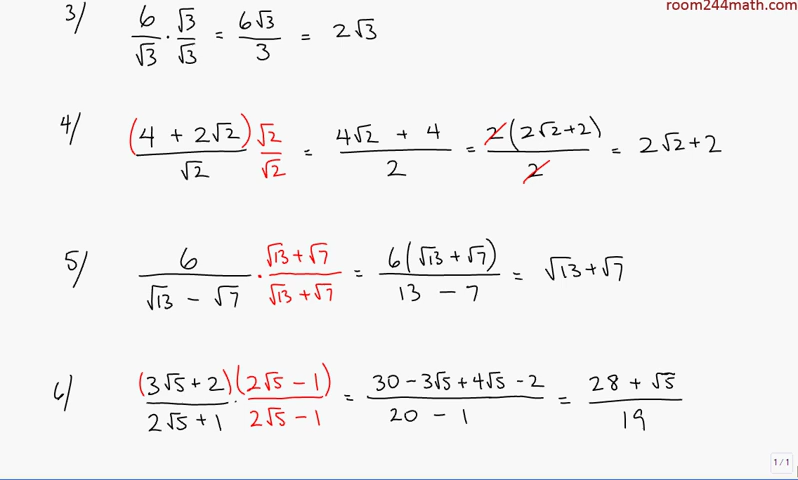 room244math.com
3/ 6/√3 · √3/√3 = 6√3/3 = 2√3
4/ (4 + 2√2)/√2 √2/√2 = (4√2 + 4)/2 = 2(2√2+2)/2 = 2√2+2
5/ 6/(√13 − √7) · (√13+√7)/(√13+√7) = 6(√13+√7)/(13 − 7) = √13+√7
6/ (3√5+2)/(2√5+1) · (2√5−1)/(2√5−1) = (30−3√5+4√5−2)/(20 − 1) = (28+√5)/19
1/1